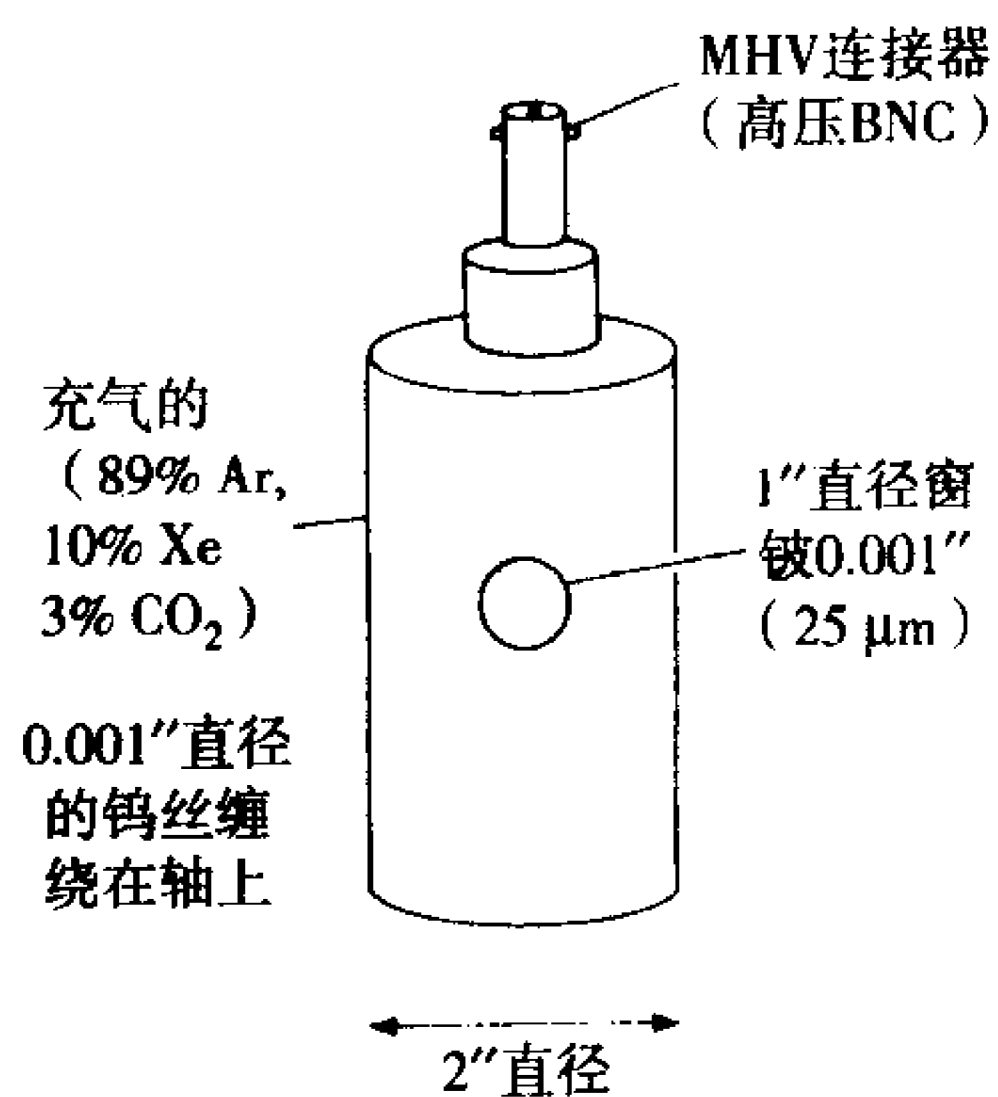 MHV连接器
（高压BNC）
充气的
（89% Ar,
10% Xe
3% CO₂）
1″直径窗
铍0.001″
（25 μm）
0.001″直径
的钨丝缠
绕在轴上
2″直径